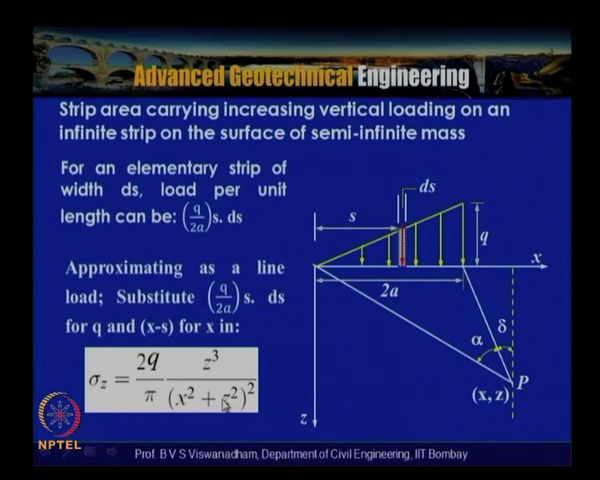 Advanced Geotechnical Engineering
Strip area carrying increasing vertical loading on an
infinite strip on the surface of semi-infinite mass
For an elementary strip of
width ds, load per unit
length can be: (q/2a)s. ds
Approximating as a line
load; Substitute (q/2a) s. ds
for q and (x-s) for x in:
σz = 2q/π z³/(x² + z²)²
ds
s
q
x
2a
δ
α
P
(x, z)
z
NPTEL
Prof. B V S Viswanadham, Department of Civil Engineering, IIT Bombay